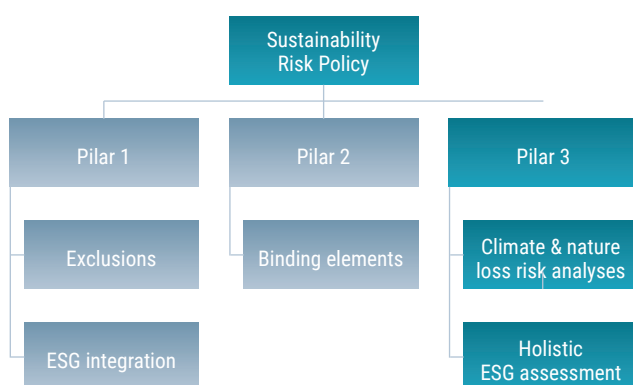 Sustainability
Risk Policy
Pilar 1
Pilar 2
Pilar 3
Exclusions
Binding elements
Climate & nature
loss risk analyses
ESG integration
Holistic
ESG assessment